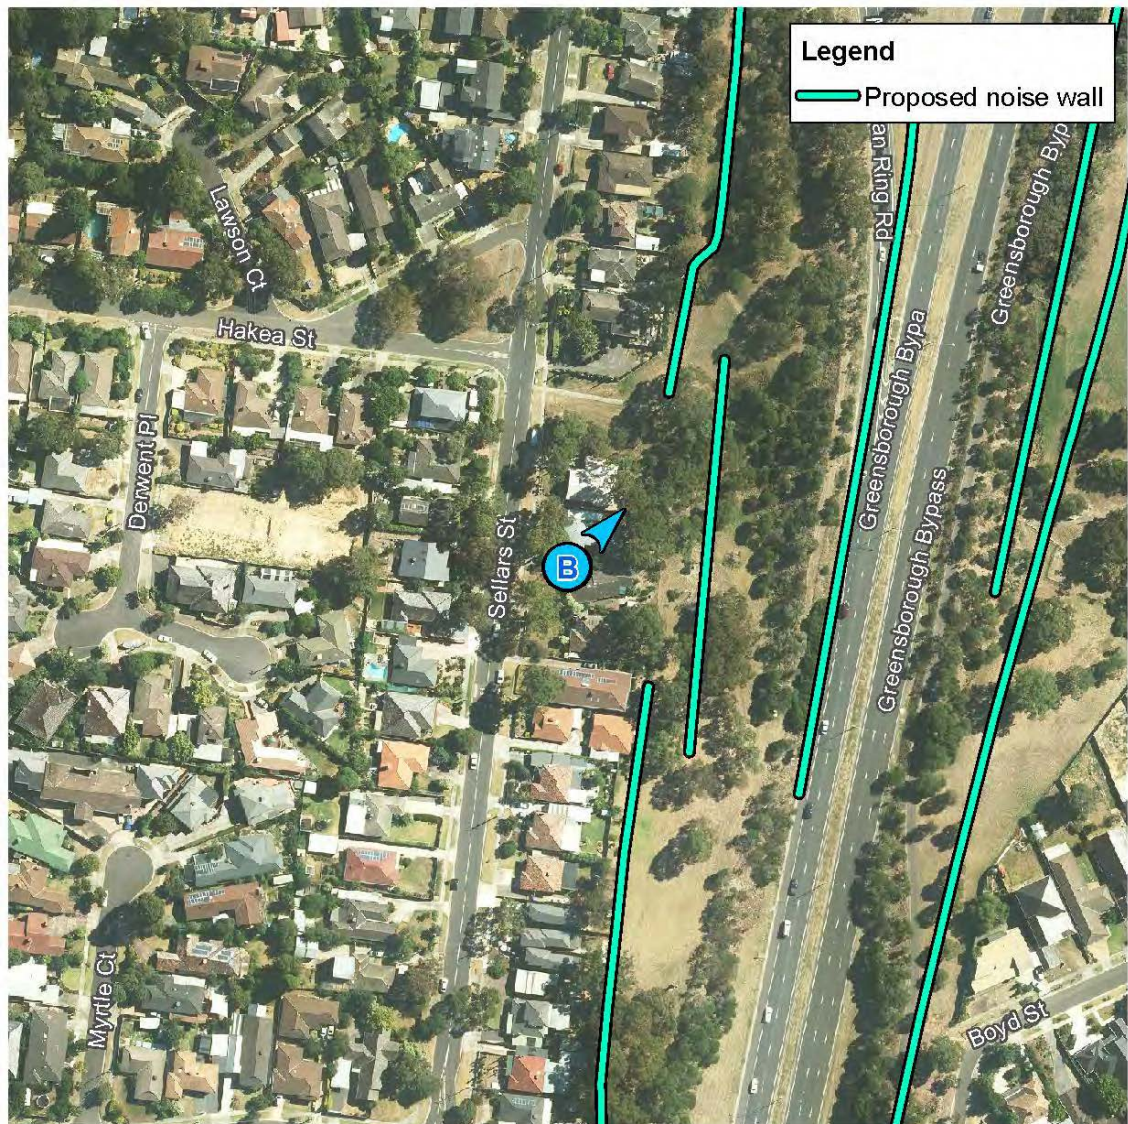 Legend
Proposed noise wall
an Ring Rd
Greensborough Byp
Lawson Ct
Hakea St
Greensborough Bypa
Derwent Pl
Greensborough Bypass
Sellars St
B
Myrtle Ct
Boyd St